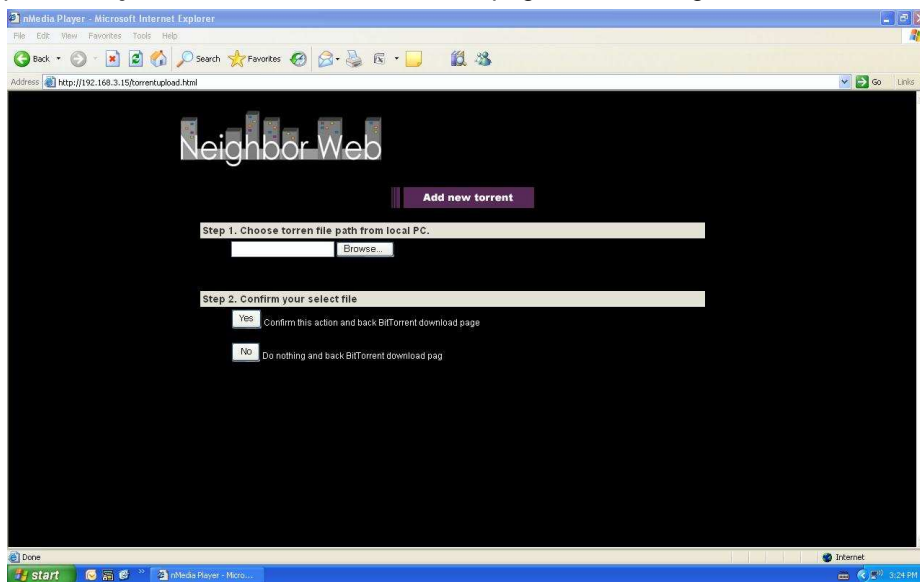 nMedia Player - Microsoft Internet Explorer
File Edit View Favorites Tools Help
Back Search Favorites
Address http://192.168.3.15/torrentupload.html Go Links
Neighbor Web
Add new torrent
Step 1. Choose torren file path from local PC.
Browse...
Step 2. Confirm your select file
Yes Confirm this action and back BitTorrent download page
No Do nothing and back BitTorrent download pag
Done Internet
start nMedia Player - Micro... 3:24 PM